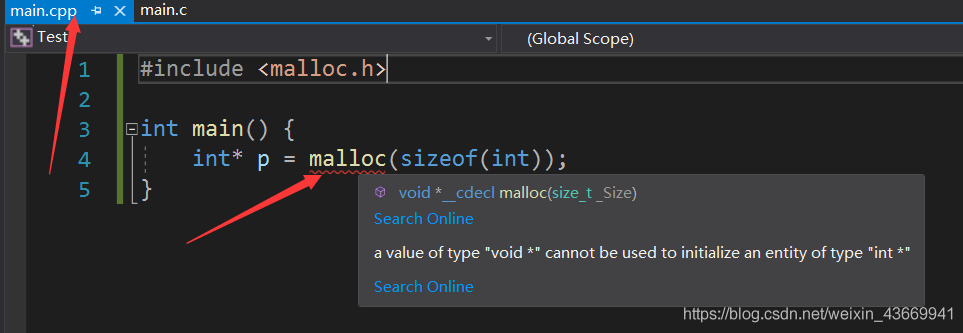 main.cpp main.c
Test (Global Scope)
1 #include <malloc.h>
2
3 int main() {
4 int* p = malloc(sizeof(int));
5 }
void *__cdecl malloc(size_t _Size)
Search Online
a value of type "void *" cannot be used to initialize an entity of type "int *"
Search Online
https://blog.csdn.net/weixin_43669941